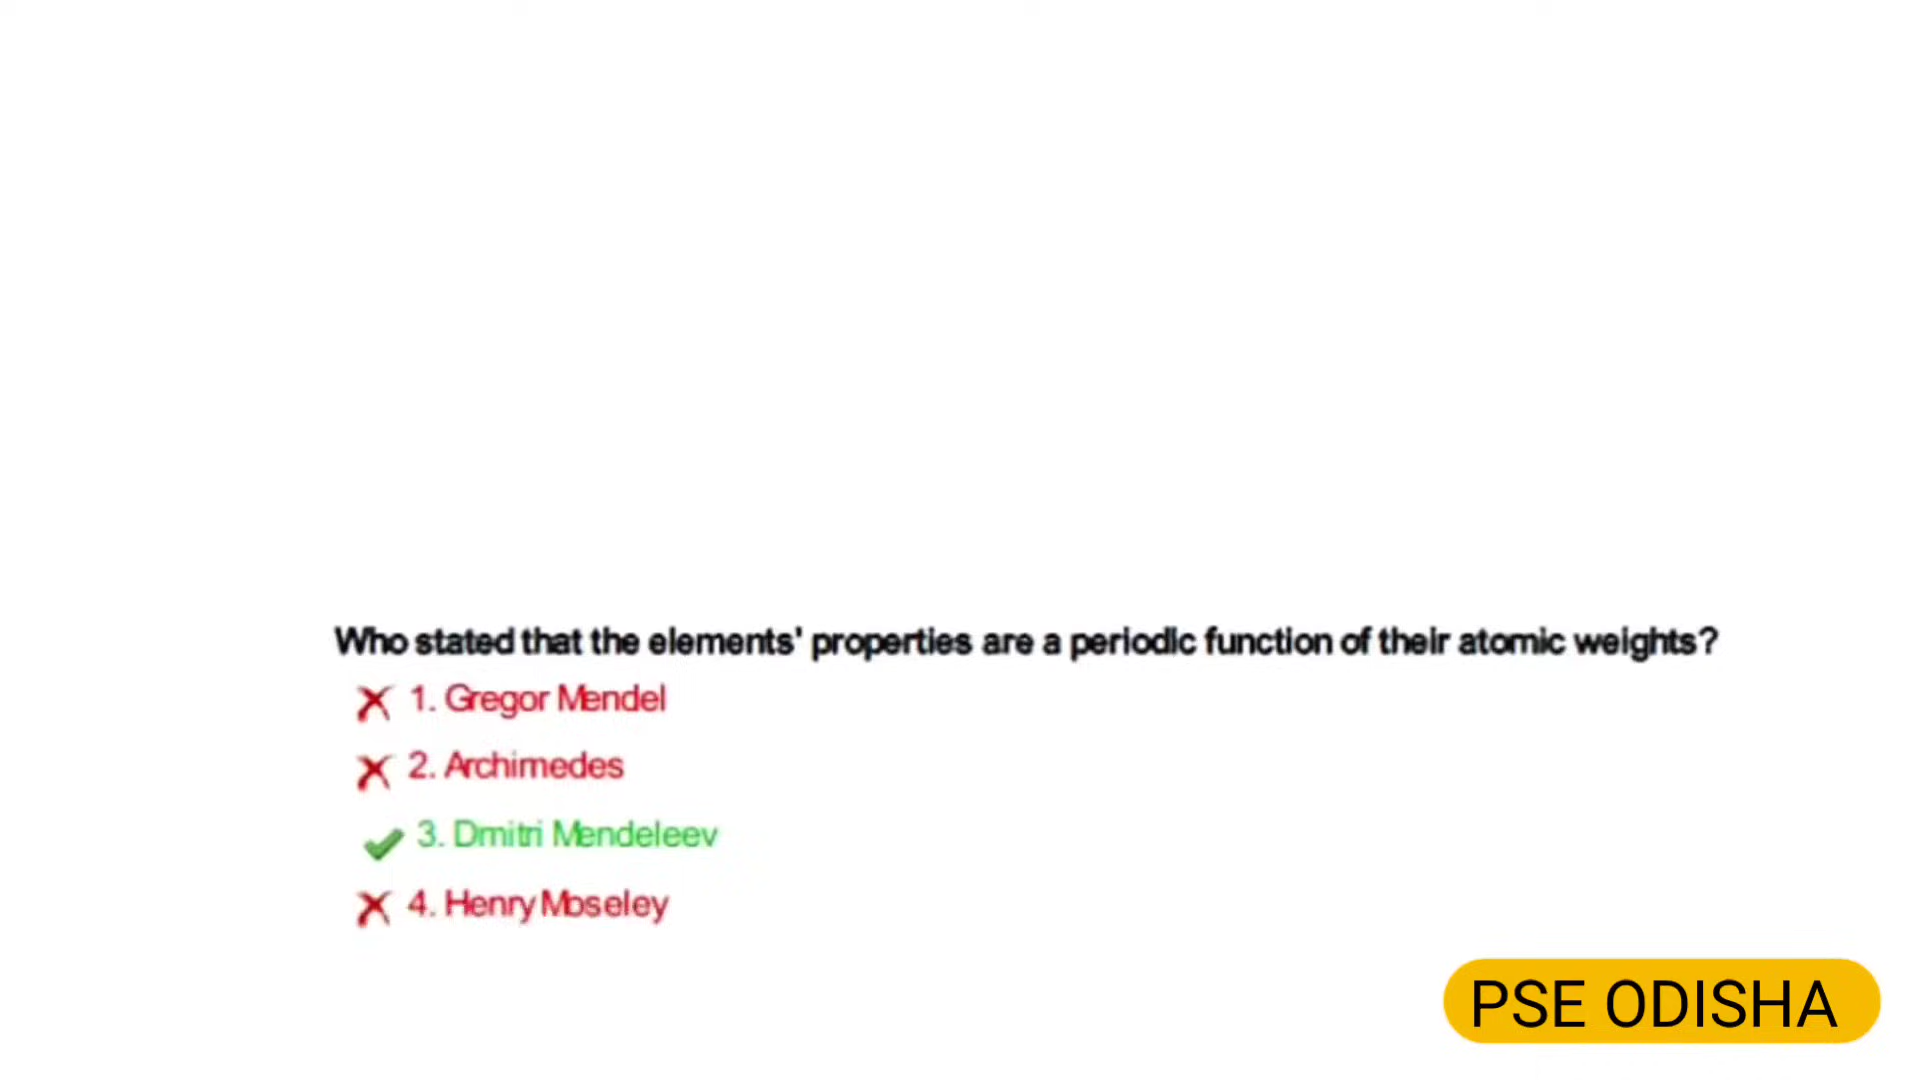 Who stated that the elements' properties are a periodic function of their atomic weights?
1. Gregor Mendel
2. Archimedes
3. Dmitri Mendeleev
4. Henry Moseley
PSE ODISHA